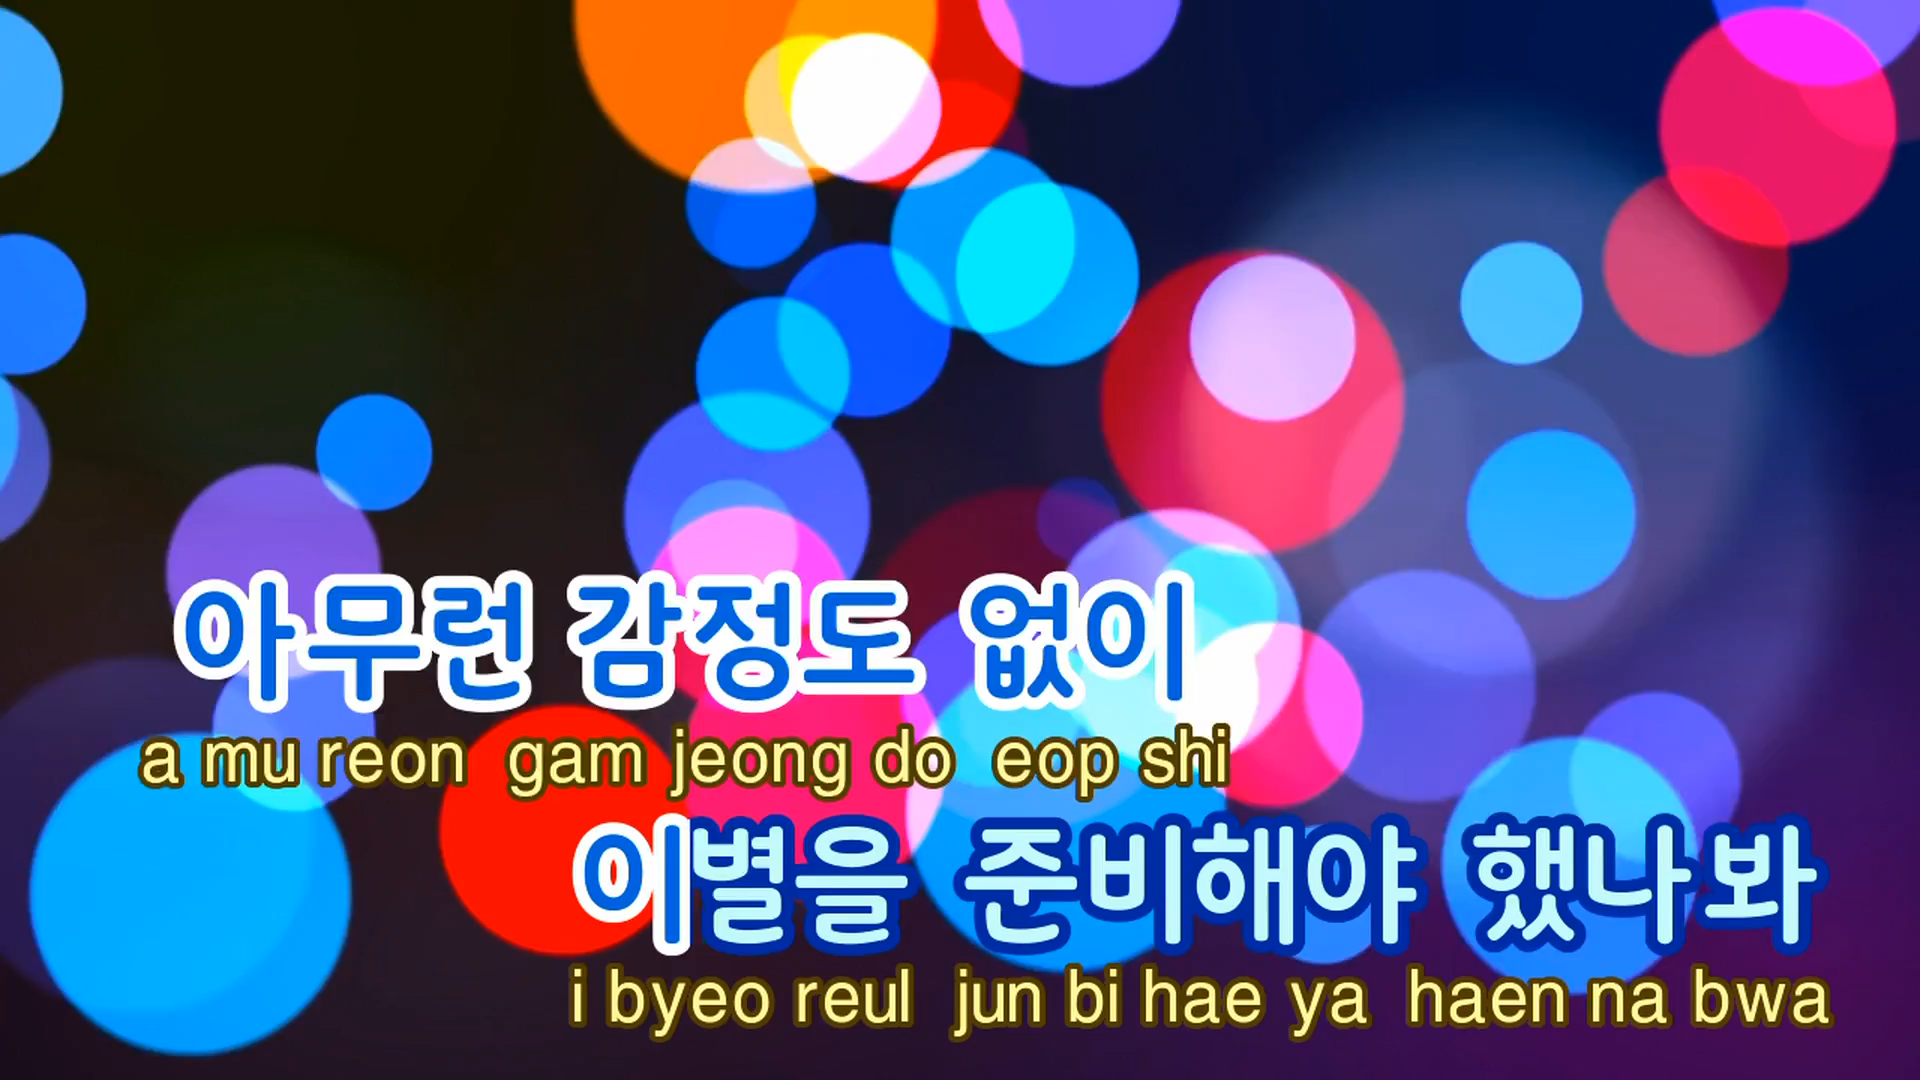 아무런 감정도 없이
a mu reon gam jeong do eop shi
이별을 준비해야 했나봐
i byeo reul jun bi hae ya haen na bwa